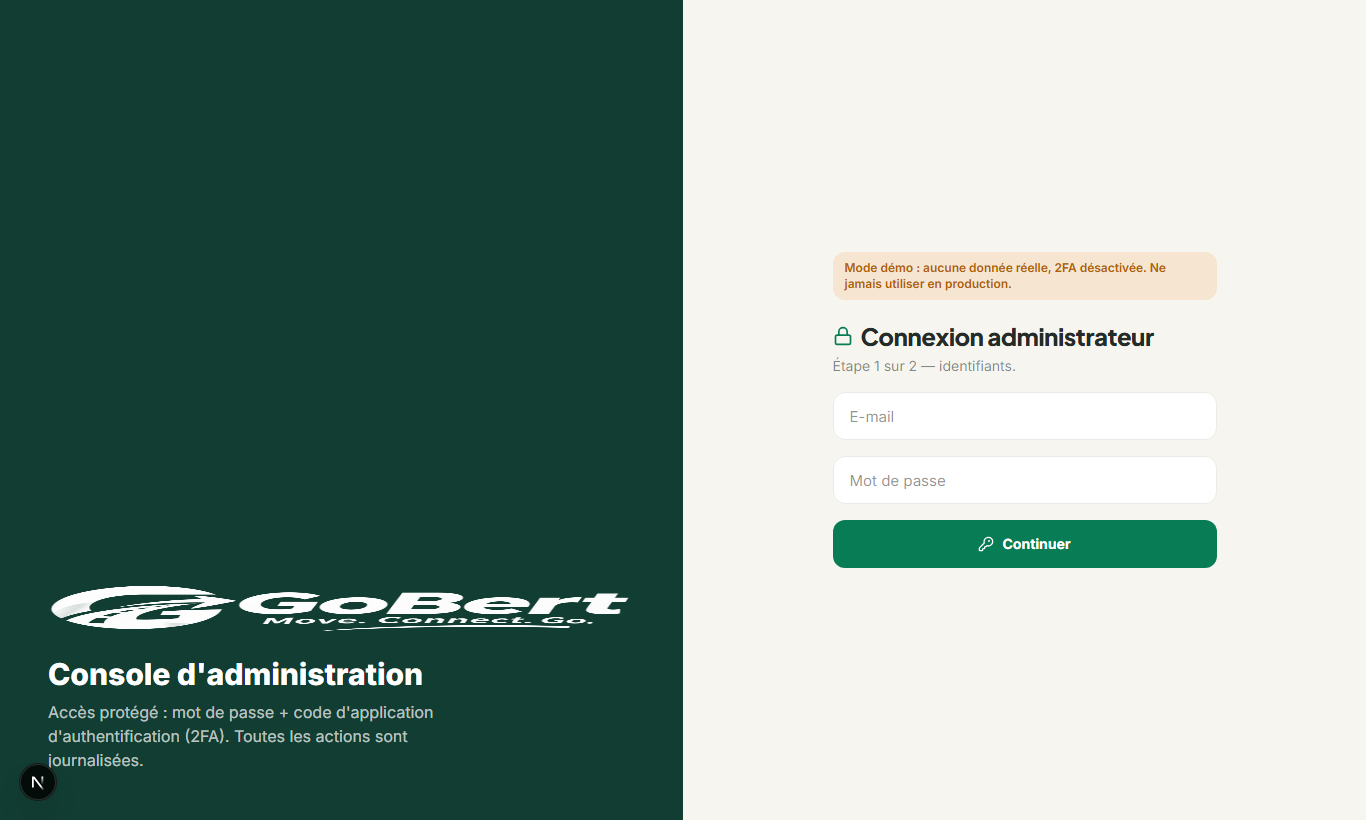 GoBert
Move. Connect. Go.
Console d'administration
Accès protégé : mot de passe + code d'application
d'authentification (2FA). Toutes les actions sont
journalisées.
N
Mode démo : aucune donnée réelle, 2FA désactivée. Ne
jamais utiliser en production.
Connexion administrateur
Étape 1 sur 2 — identifiants.
E-mail
Mot de passe
Continuer